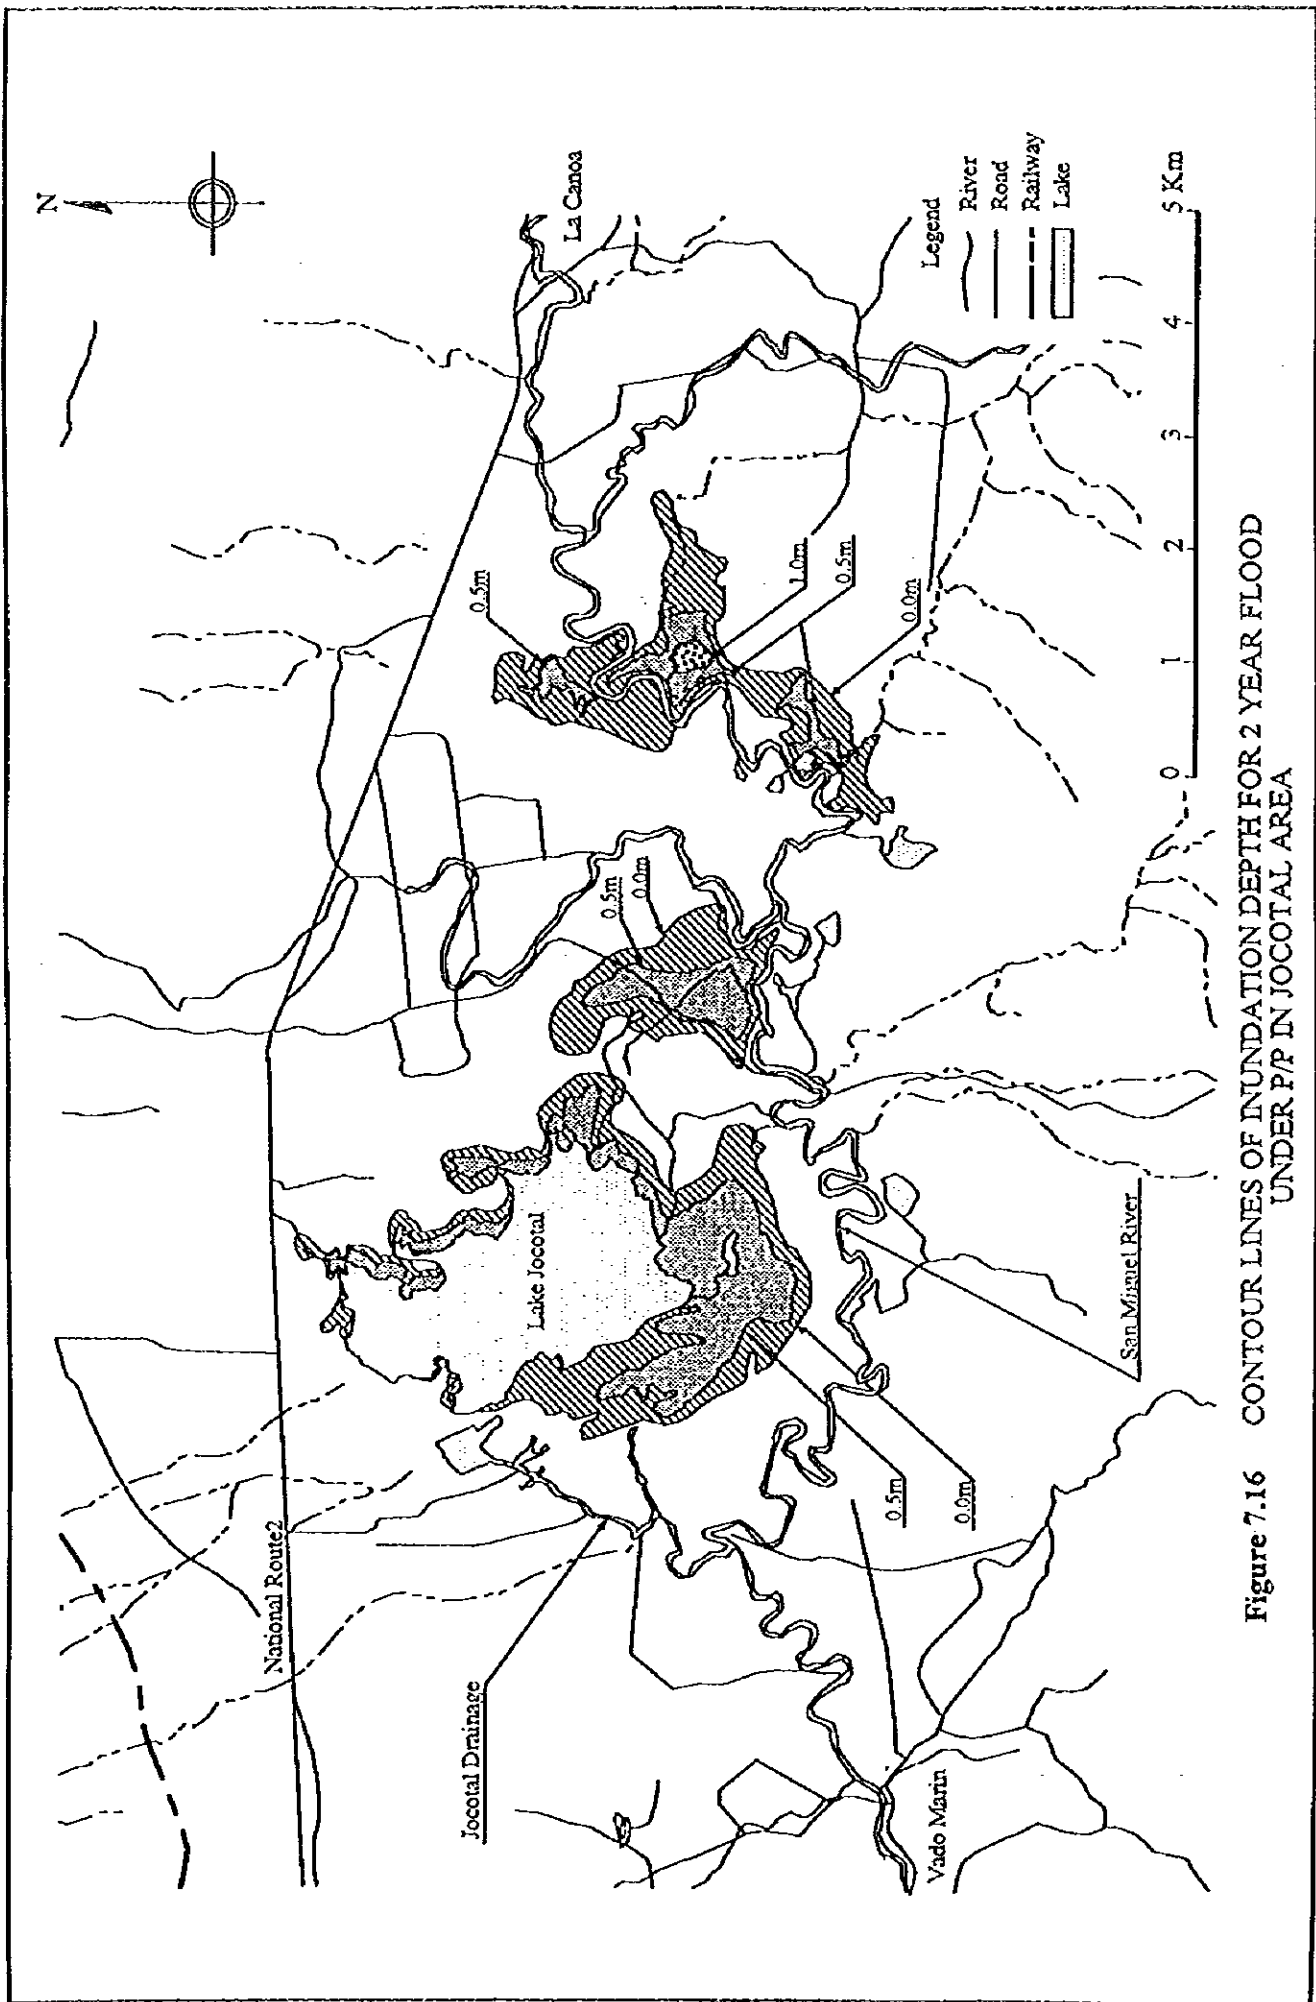 N
La Canoa
Legend
River
Road
Railway
Lake
0 1 2 3 4 5 Km
0.5m
1.0m
0.5m
0.0m
0.5m
0.0m
Lake Jocotal
National Route2
Jocotal Drainage
San Miguel River
0.5m
0.0m
Vado Marin
Figure 7.16 CONTOUR LINES OF INUNDATION DEPTH FOR 2 YEAR FLOOD
UNDER P/P IN JOCOTAL AREA